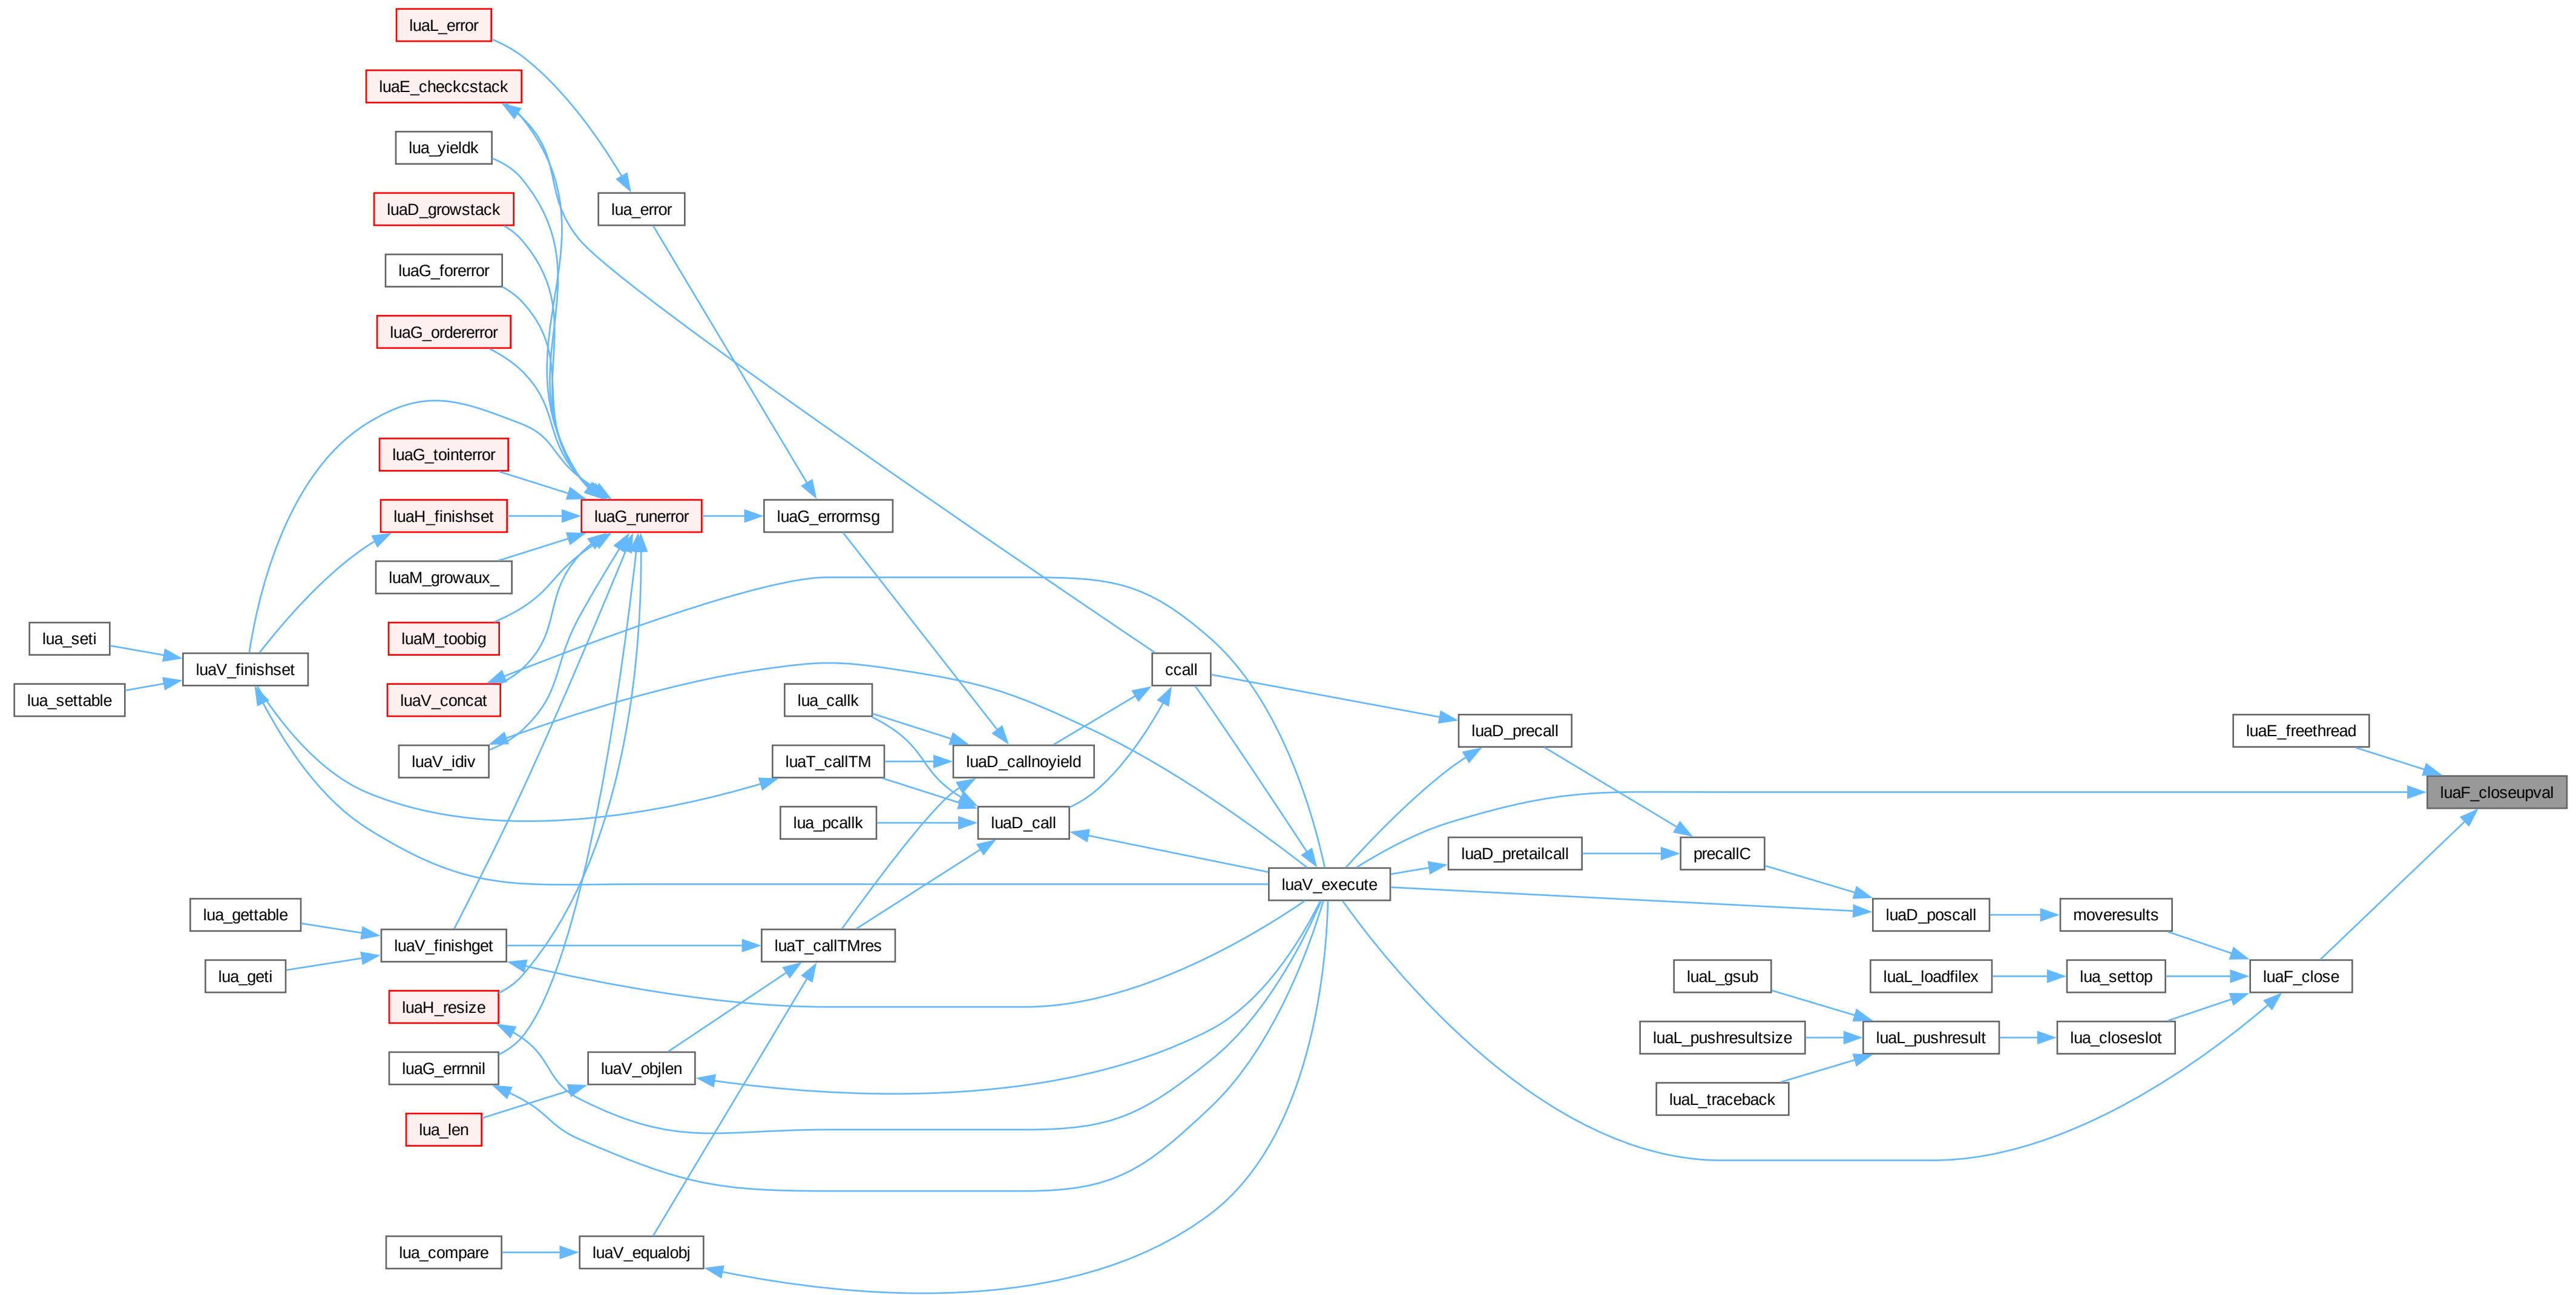 luaL_error
luaE_checkcstack
lua_yieldk
luaD_growstack
lua_error
luaG_forerror
luaG_ordererror
luaG_tointerror
luaH_finishset
luaG_runerror
luaG_errormsg
luaM_growaux_
luaM_toobig
lua_seti
luaV_finishset
ccall
lua_settable
luaV_concat
lua_callk
luaD_precall
luaE_freethread
luaV_idiv
luaT_callTM
luaD_callnoyield
luaF_closeupval
lua_pcallk
luaD_call
luaD_pretailcall
precallC
luaV_execute
lua_gettable
luaD_poscall
moveresults
luaV_finishget
luaT_callTMres
lua_geti
luaL_gsub
luaL_loadfilex
lua_settop
luaF_close
luaH_resize
luaL_pushresultsize
luaL_pushresult
lua_closeslot
luaG_errnnil
luaV_objlen
luaL_traceback
lua_len
lua_compare
luaV_equalobj